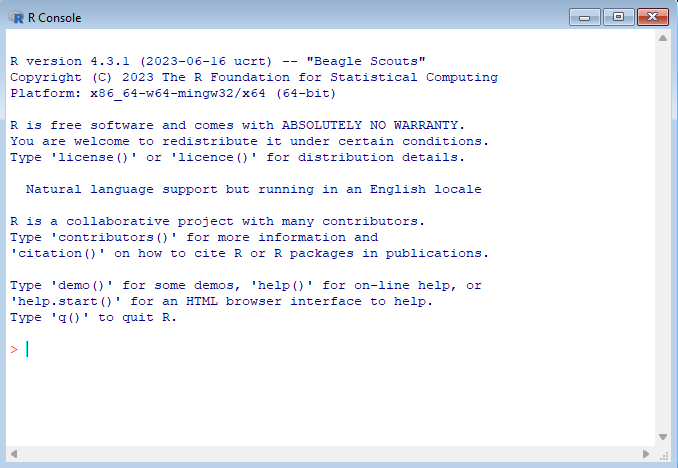 R Console
R version 4.3.1 (2023-06-16 ucrt) -- "Beagle Scouts"
Copyright (C) 2023 The R Foundation for Statistical Computing
Platform: x86_64-w64-mingw32/x64 (64-bit)
R is free software and comes with ABSOLUTELY NO WARRANTY.
You are welcome to redistribute it under certain conditions.
Type 'license()' or 'licence()' for distribution details.
Natural language support but running in an English locale
R is a collaborative project with many contributors.
Type 'contributors()' for more information and
'citation()' on how to cite R or R packages in publications.
Type 'demo()' for some demos, 'help()' for on-line help, or
'help.start()' for an HTML browser interface to help.
Type 'q()' to quit R.
>